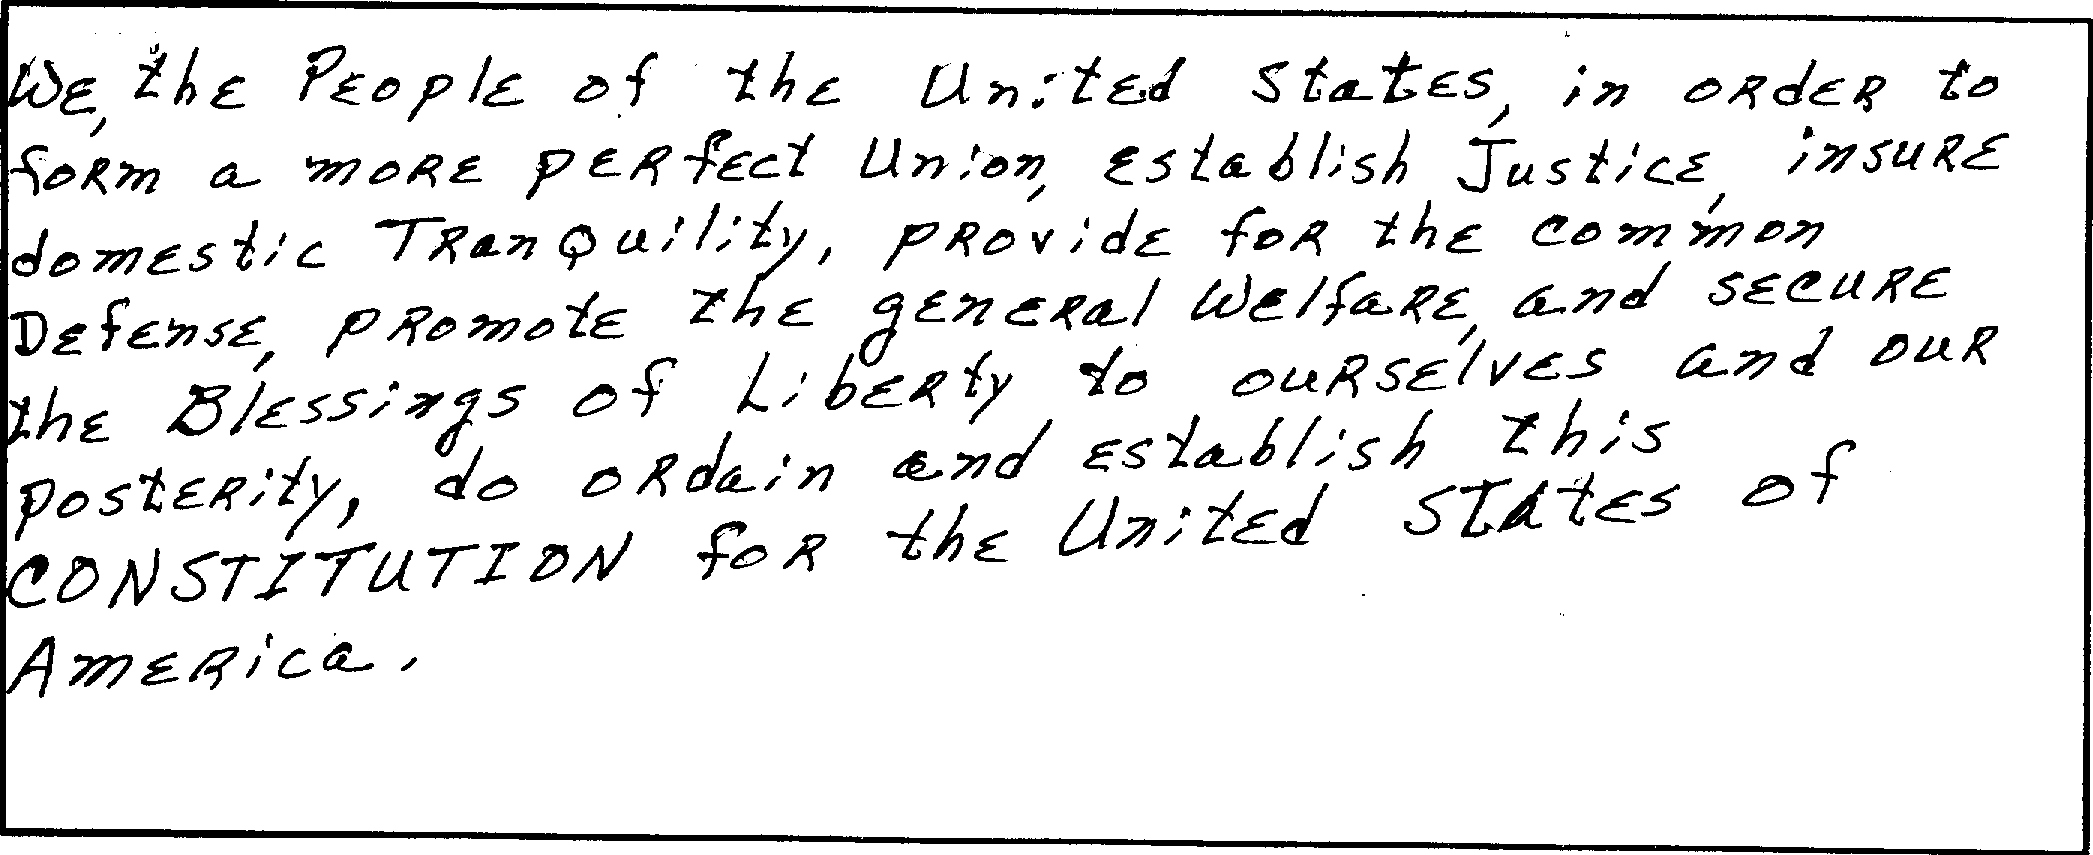 We, the People of the United States, in order to
form a more perfect Union, establish Justice, insure
domestic TranQuility, provide for the common
Defense, promote the general Welfare, and secure
the Blessings of Liberty to ourselves and our
posterity, do ordain and establish this
CONSTITUTION for the United States of
America.